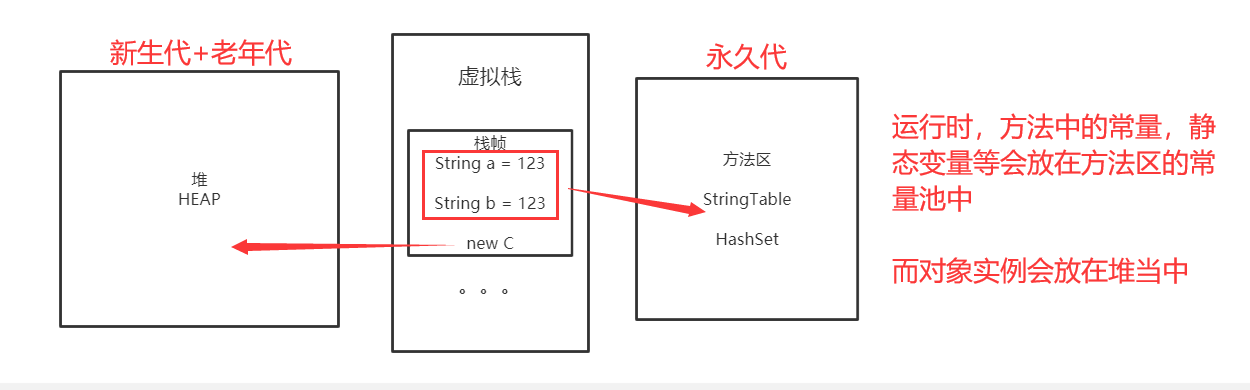 新生代+老年代
堆
HEAP
虚拟栈
栈帧
String a = 123
String b = 123
new C
。。。
永久代
方法区
StringTable
HashSet
运行时，方法中的常量，静
态变量等会放在方法区的常
量池中
而对象实例会放在堆当中